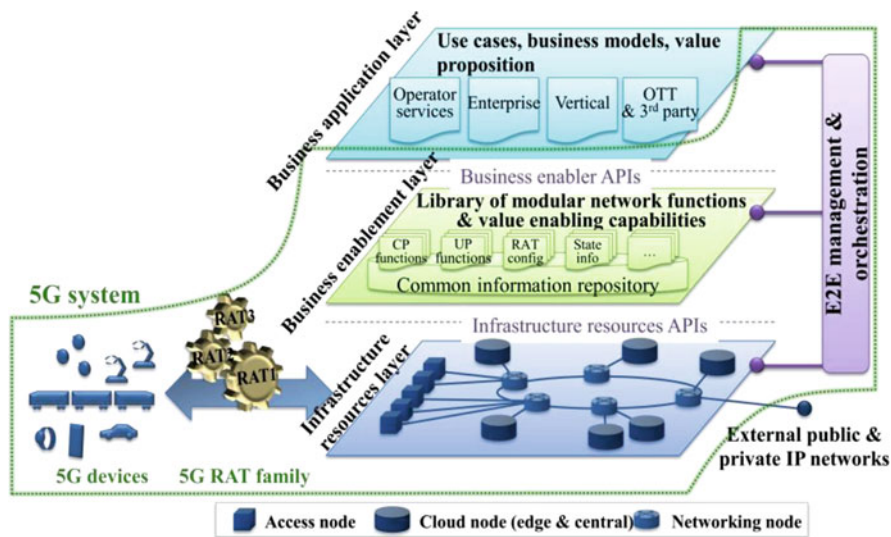 Business application layer
Use cases, business models, value
proposition
Operator
services
Enterprise
Vertical
OTT
& 3rd party
Business enabler APIs
Business enablement layer
Library of modular network functions
& value enabling capabilities
CP
functions
UP
functions
RAT
config
State
info
...
Common information repository
E2E management &
orchestration
Infrastructure resources APIs
Infrastructure
resources layer
5G system
RAT3
RAT2
RAT1
5G devices
5G RAT family
External public &
private IP networks
Access node
Cloud node (edge & central)
Networking node